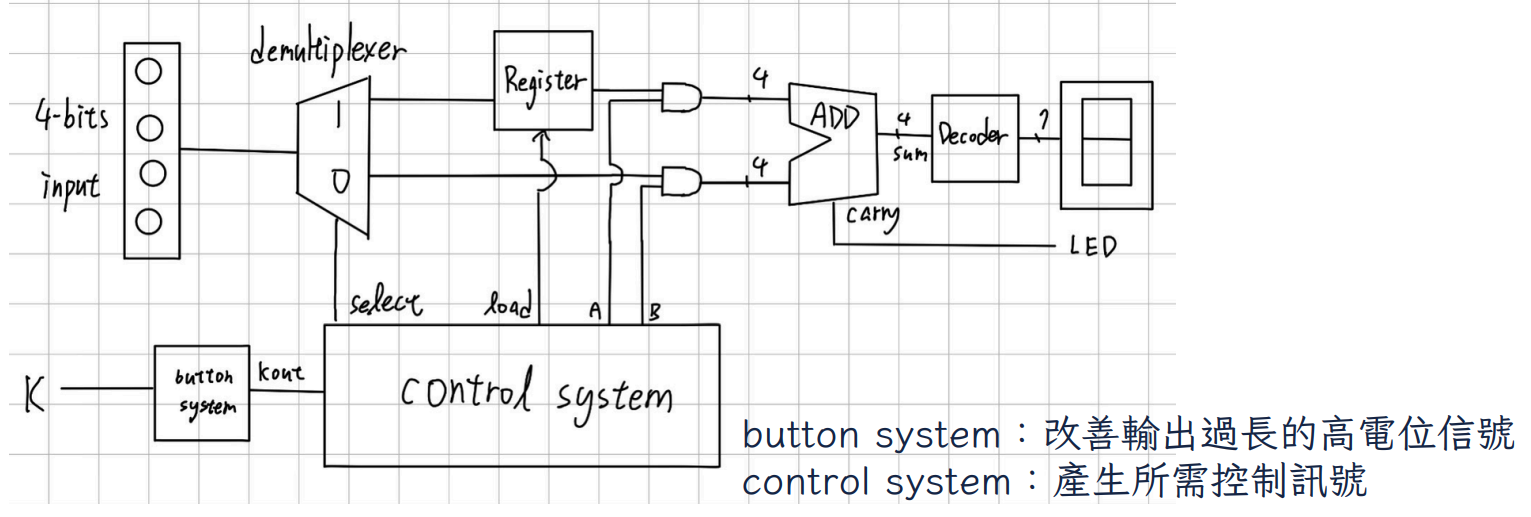 demultiplexer
4-bits
input
1
0
Register
4
4
ADD
4
sum
Decoder
7
carry
LED
select
load
A
B
K
button
system
Kout
control system
button system：改善輸出過長的高電位信號
control system：產生所需控制訊號